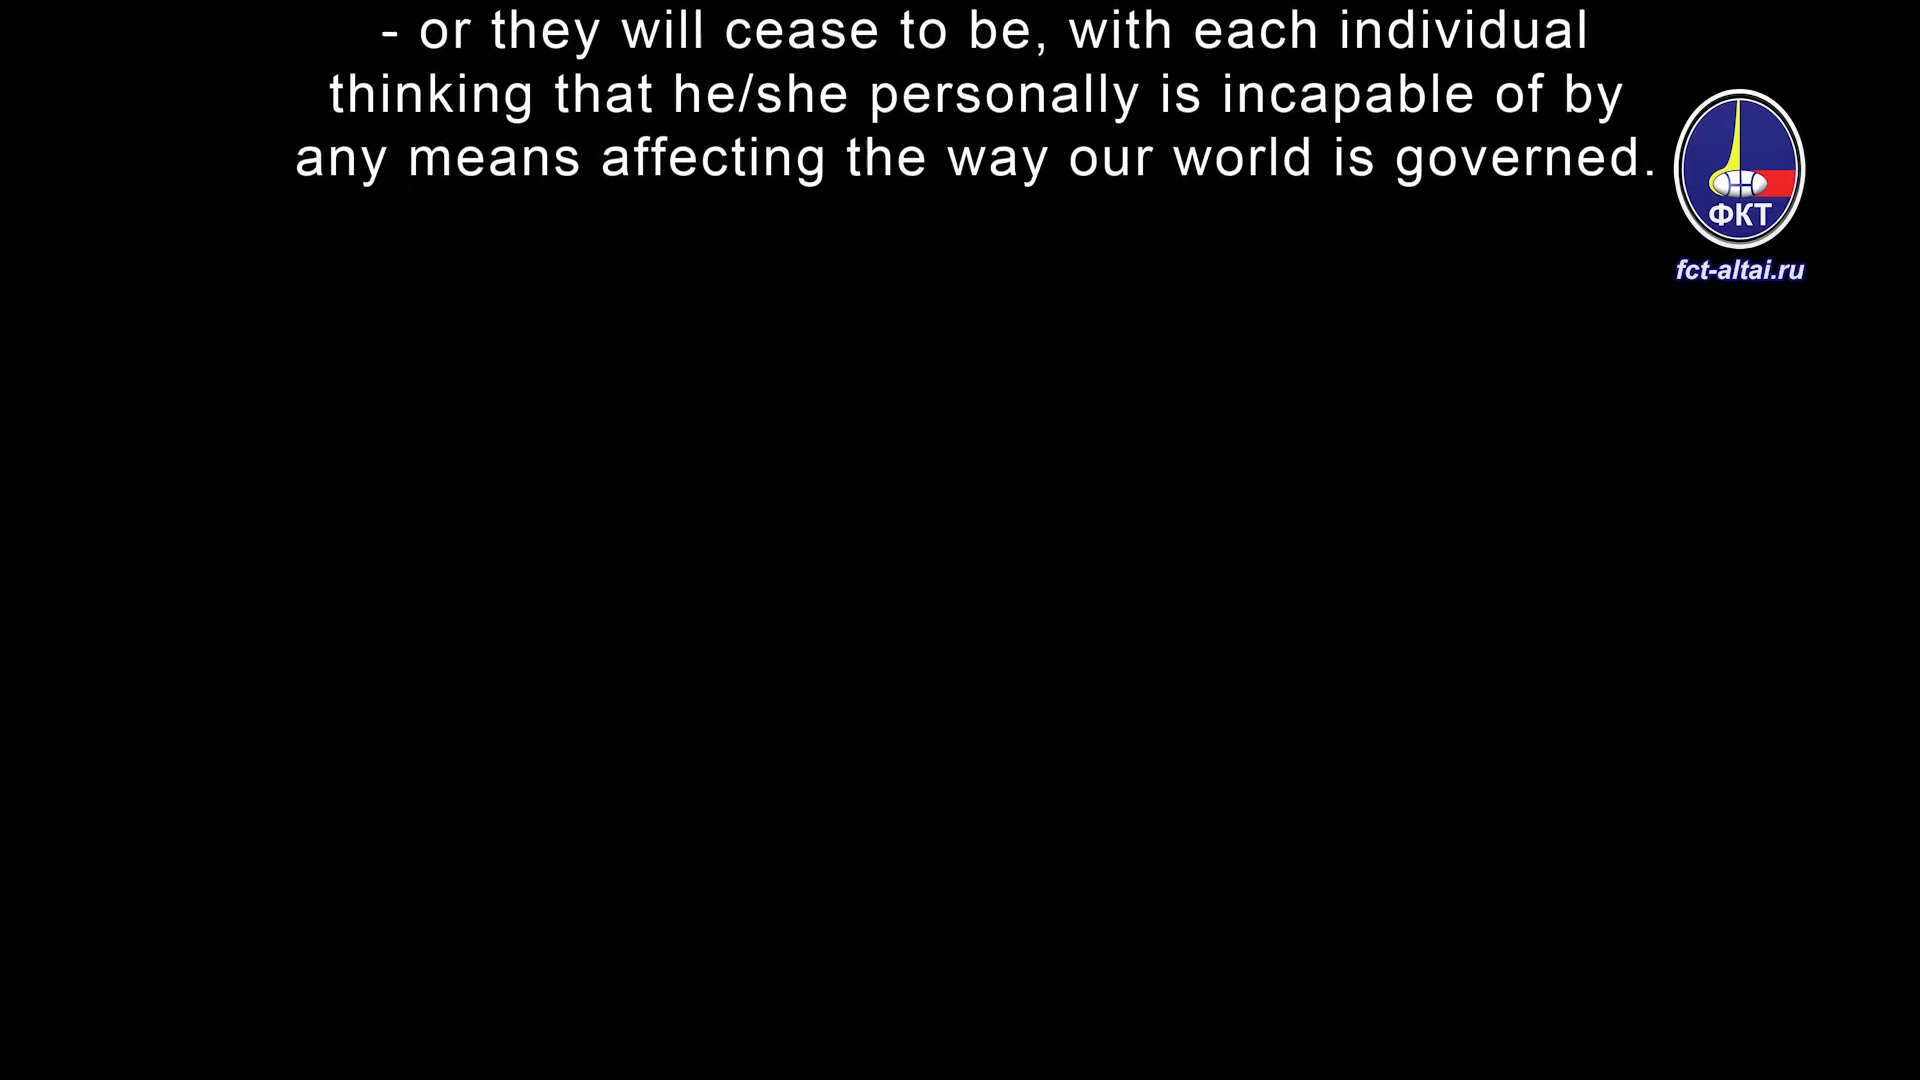 - or they will cease to be, with each individual
thinking that he/she personally is incapable of by
any means affecting the way our world is governed.
ФКТ
fct-altai.ru